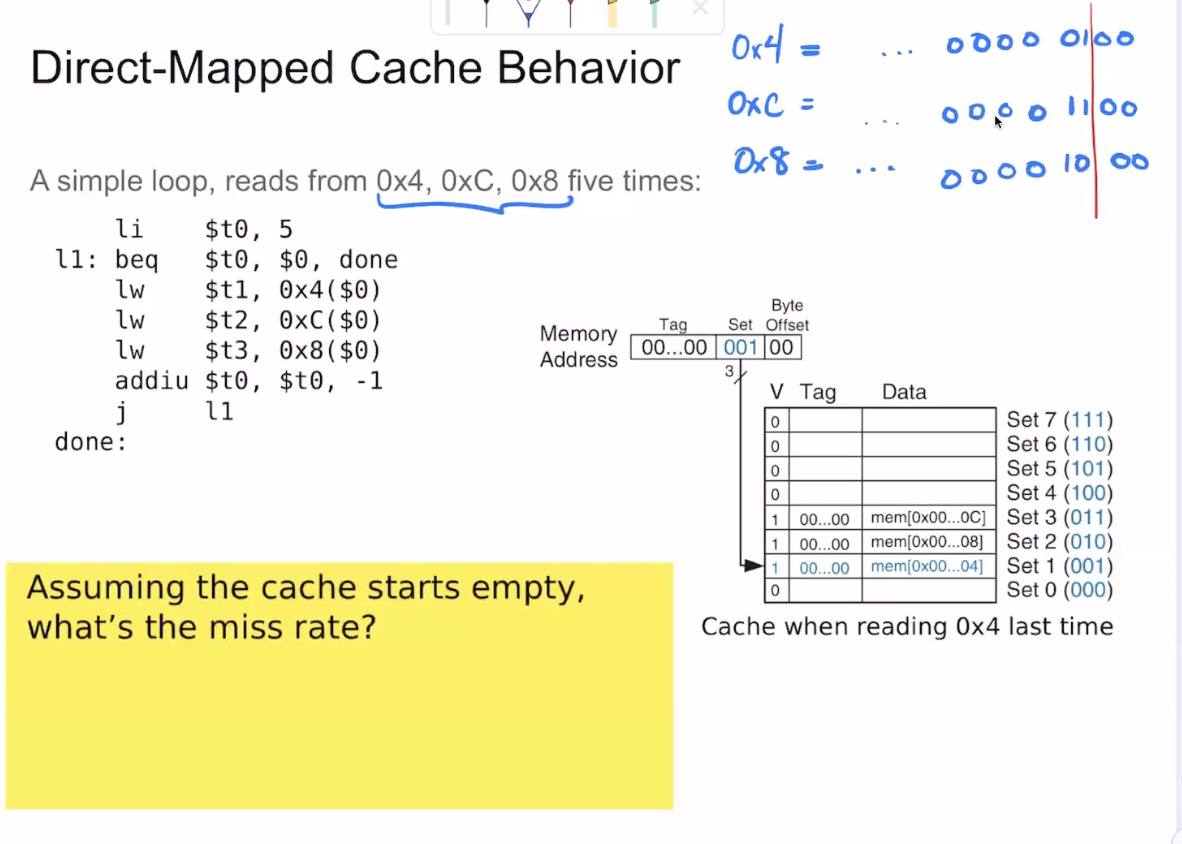 Direct-Mapped Cache Behavior
0x4 = ... 0000 0100
0xC = ... 0000 1100
0x8 = ... 0000 10 00
A simple loop, reads from 0x4, 0xC, 0x8 five times:
li $t0, 5
l1: beq $t0, $0, done
lw $t1, 0x4($0)
lw $t2, 0xC($0)
lw $t3, 0x8($0)
addiu $t0, $t0, -1
j l1
done:
Byte
Tag Set Offset
Memory
Address
00...00 001 00
3
V Tag Data
0 Set 7 (111)
0 Set 6 (110)
0 Set 5 (101)
0 Set 4 (100)
1 00...00 mem[0x00...0C] Set 3 (011)
1 00...00 mem[0x00...08] Set 2 (010)
1 00...00 mem[0x00...04] Set 1 (001)
0 Set 0 (000)
Cache when reading 0x4 last time
Assuming the cache starts empty,
what's the miss rate?